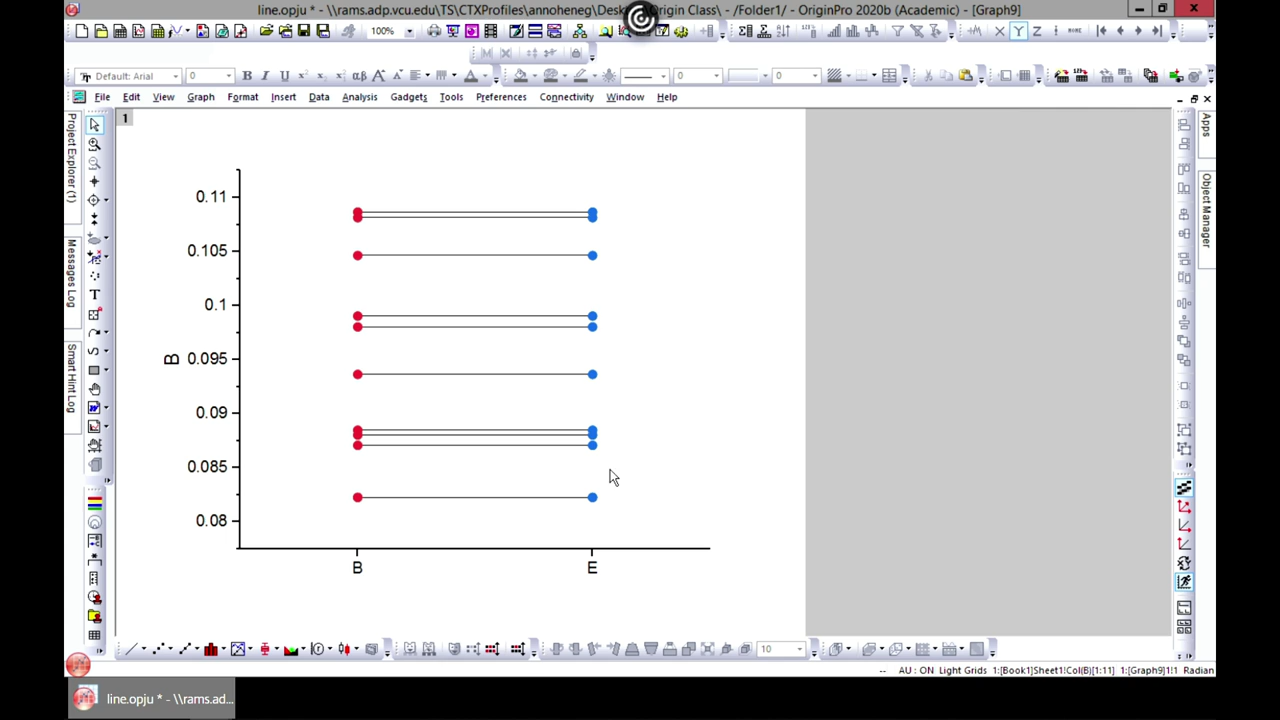 line.opju * - \\rams.adp.vcu.edu\TS\CTXProfiles\annoheneg\Desk
Origin Class\ - /Folder1/ - OriginPro 2020b (Academic) - [Graph9]
100%
Default: Arial
0
B I U
αβ A
0
0
File Edit View Graph Format Insert Data Analysis Gadgets Tools Preferences Connectivity Window Help
1
Project Explorer (1)
Messages Log
Smart Hint Log
Apps
Object Manager
T
0.11
0.105
0.1
0.095
0.09
0.085
0.08
B
B E
10
-- AU : ON Light Grids 1:[Book1]Sheet1!Col(B)[1:11] 1:[Graph9]1!1 Radian
line.opju * - \\rams.ad...